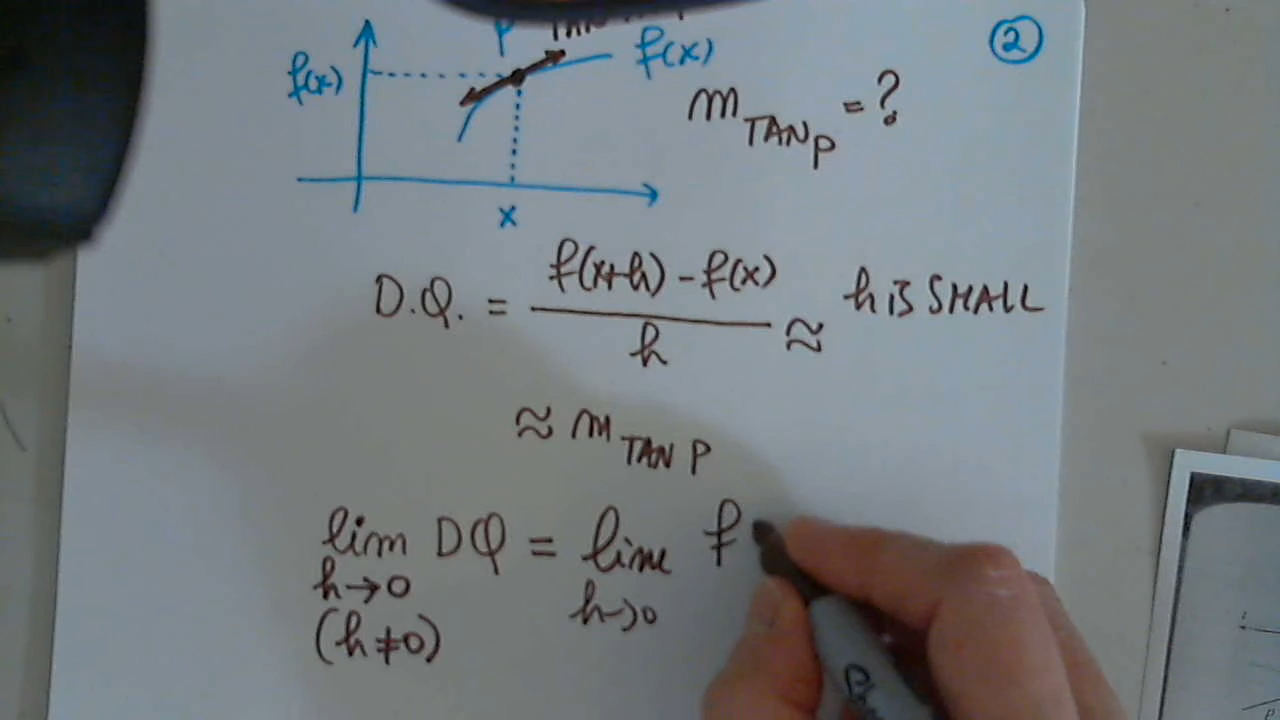 P
f(x)
f(x)
2
m TAN P = ?
x
D.Q. = f(x+h) - f(x) / h ≈ h is SMALL
≈ m TAN P
lim DQ = lim f
h→0 h→0
(h≠0)